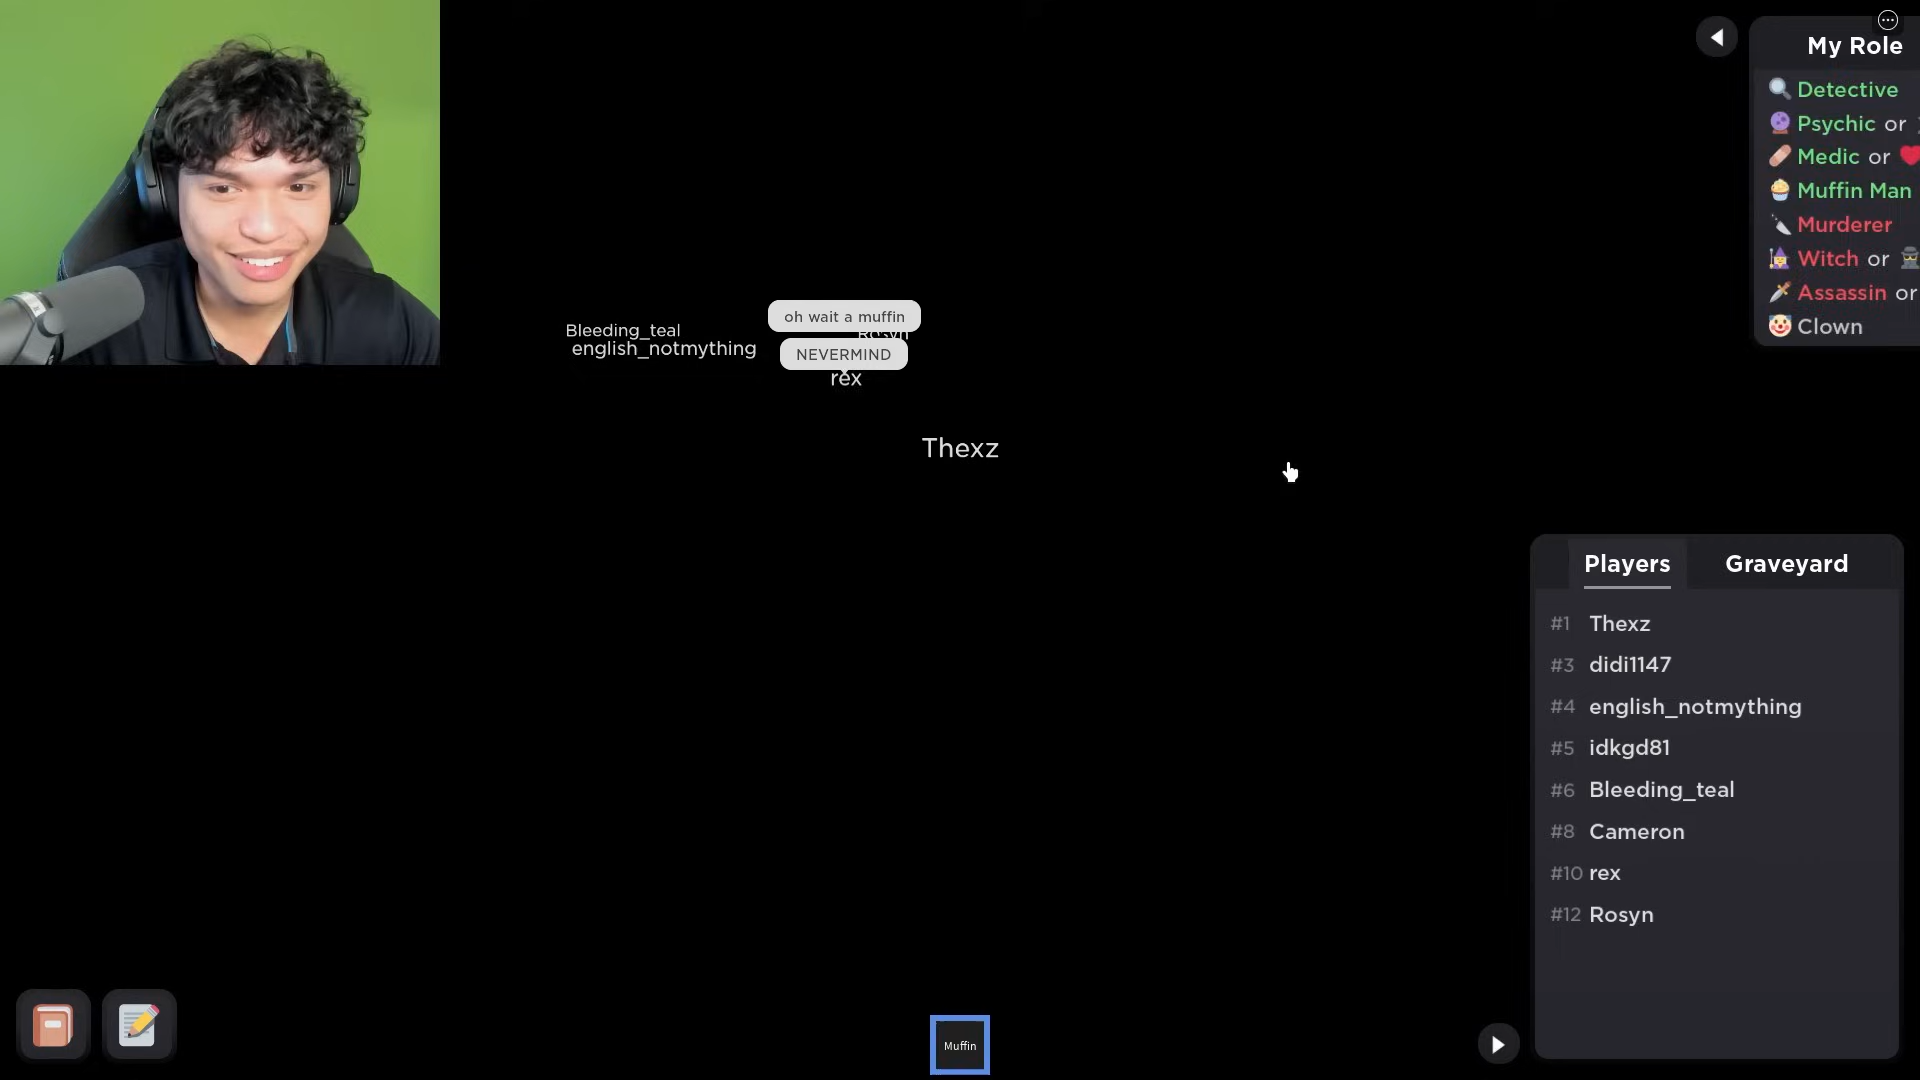 My Role
Detective
Psychic or
Medic or
Muffin Man
Murderer
Witch or
Assassin or
Clown
oh wait a muffin
Bleeding_teal
Rosyn
english_notmything
NEVERMIND
rex
Thexz
Players Graveyard
#1 Thexz
#3 didi1147
#4 english_notmything
#5 idkgd81
#6 Bleeding_teal
#8 Cameron
#10 rex
#12 Rosyn
Muffin